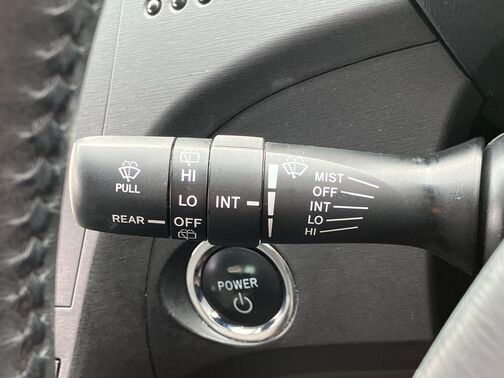 PULL
REAR
HI
LO
OFF
INT
MIST
OFF
INT
LO
HI
POWER